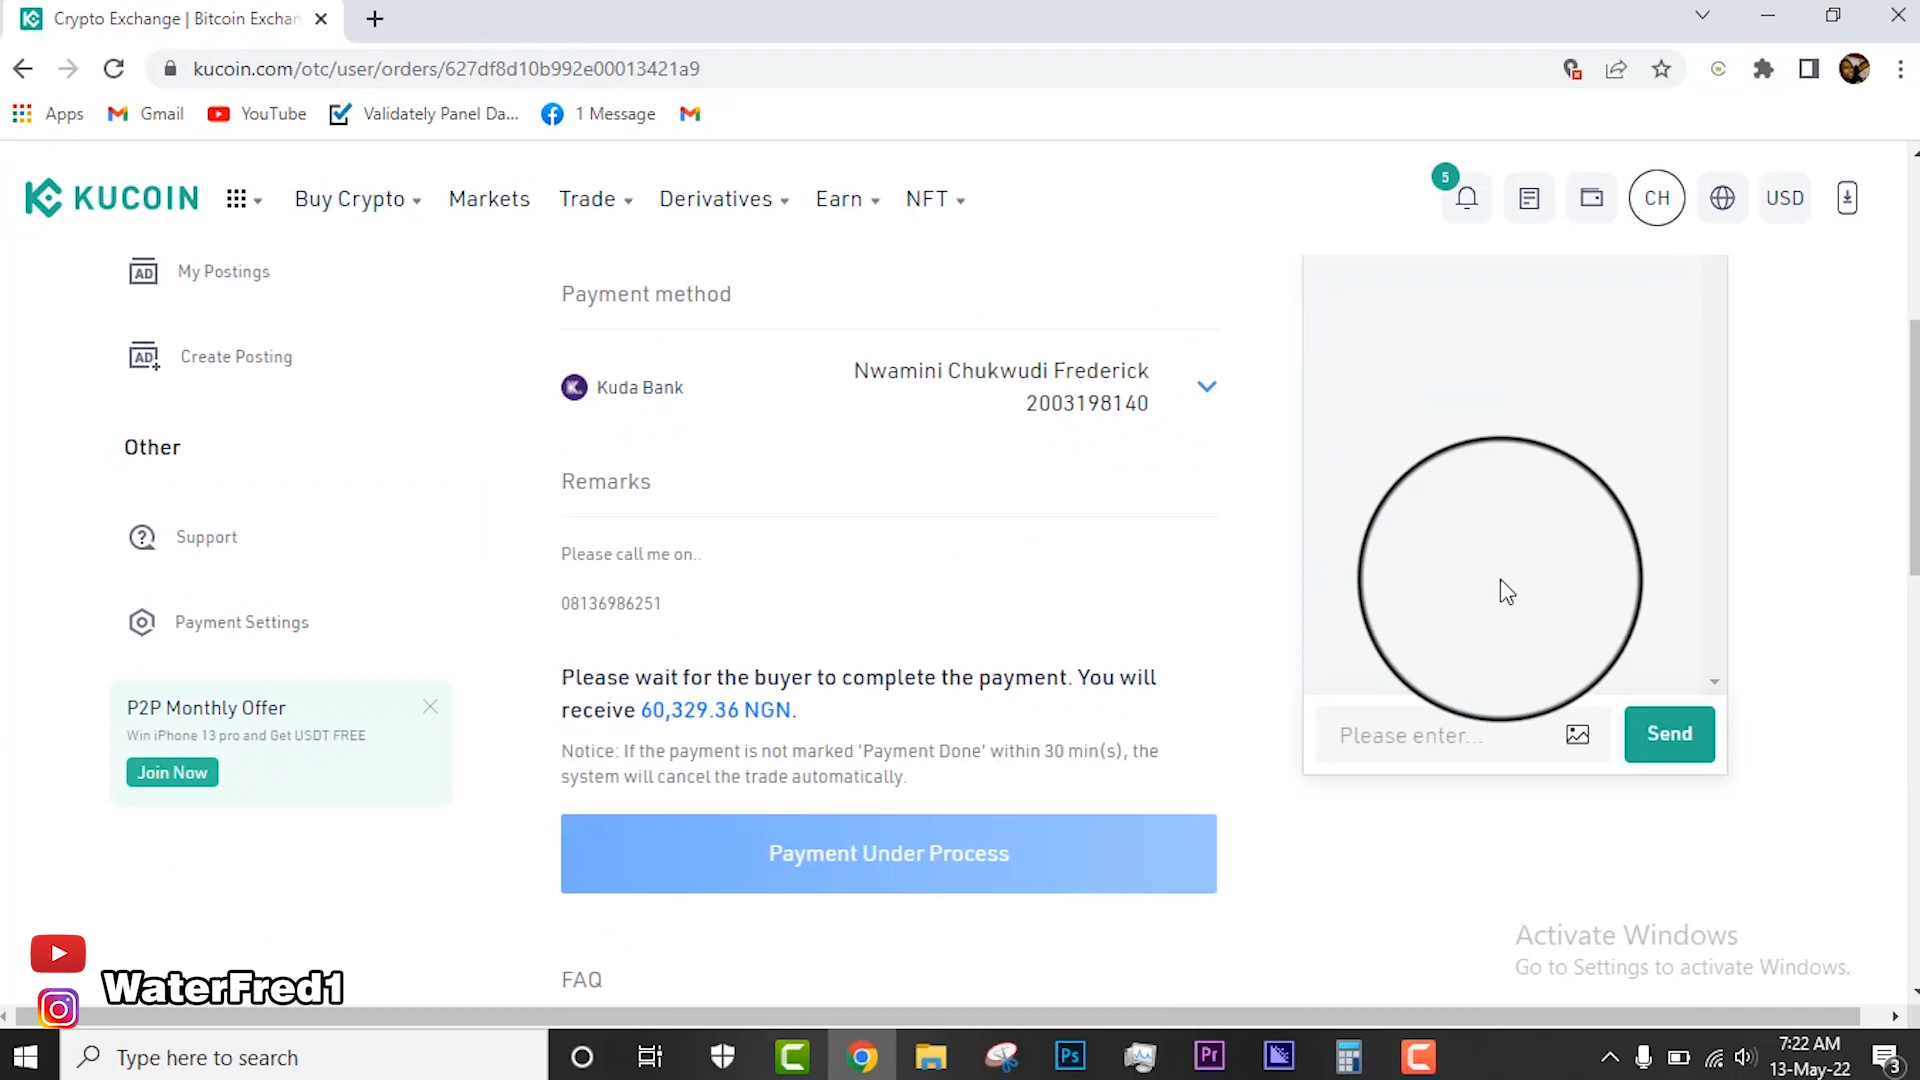 Crypto Exchange | Bitcoin Exchan
kucoin.com/otc/user/orders/627df8d10b992e00013421a9
Apps
Gmail
YouTube
Validately Panel Da...
1 Message
KUCOIN
Buy Crypto
Markets
Trade
Derivatives
Earn
NFT
5
CH
USD
AD
My Postings
AD
Create Posting
Other
Support
Payment Settings
P2P Monthly Offer
Win iPhone 13 pro and Get USDT FREE
Join Now
Payment method
K.
Kuda Bank
Nwamini Chukwudi Frederick
2003198140
Remarks
Please call me on..
08136986251
Please wait for the buyer to complete the payment. You will
receive 60,329.36 NGN.
Notice: If the payment is not marked 'Payment Done' within 30 min(s), the
system will cancel the trade automatically.
Payment Under Process
FAQ
Please enter...
Send
Activate Windows
Go to Settings to activate Windows.
WaterFred1
Type here to search
Ps
Pr
7:22 AM
13-May-22
3